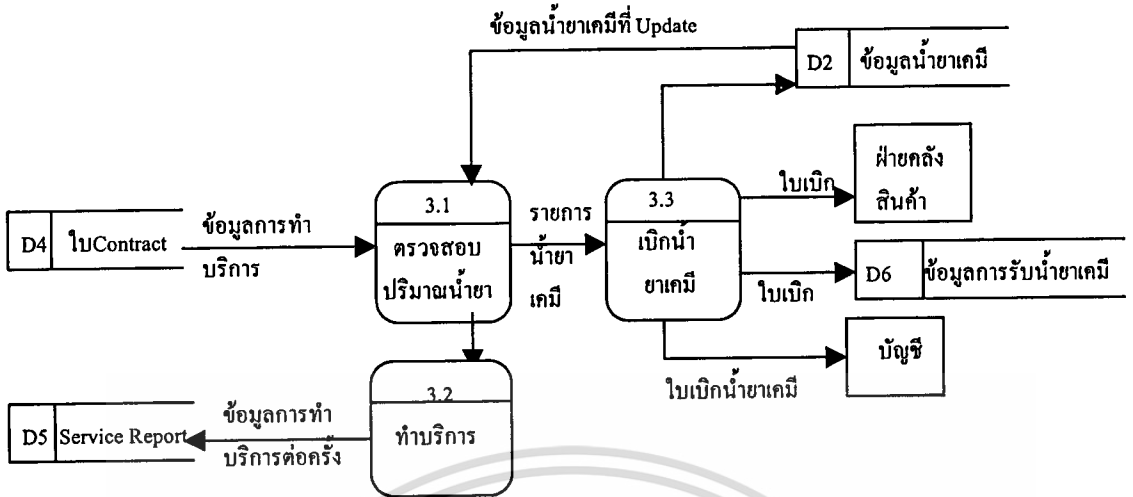 ข้อมูลน้ำยาเคมีที่ Update
D2
ข้อมูลน้ำยาเคมี
ฝ่ายคลัง
สินค้า
ใบเบิก
3.1
ตรวจสอบ
ปริมาณน้ำยา
รายการ
น้ำยา
เคมี
3.3
เบิกน้ำ
ยาเคมี
D4
ใบContract
ข้อมูลการทำ
บริการ
ใบเบิก
D6
ข้อมูลการรับน้ำยาเคมี
บัญชี
ใบเบิกน้ำยาเคมี
3.2
ทำบริการ
D5
Service Report
ข้อมูลการทำ
บริการต่อครั้ง